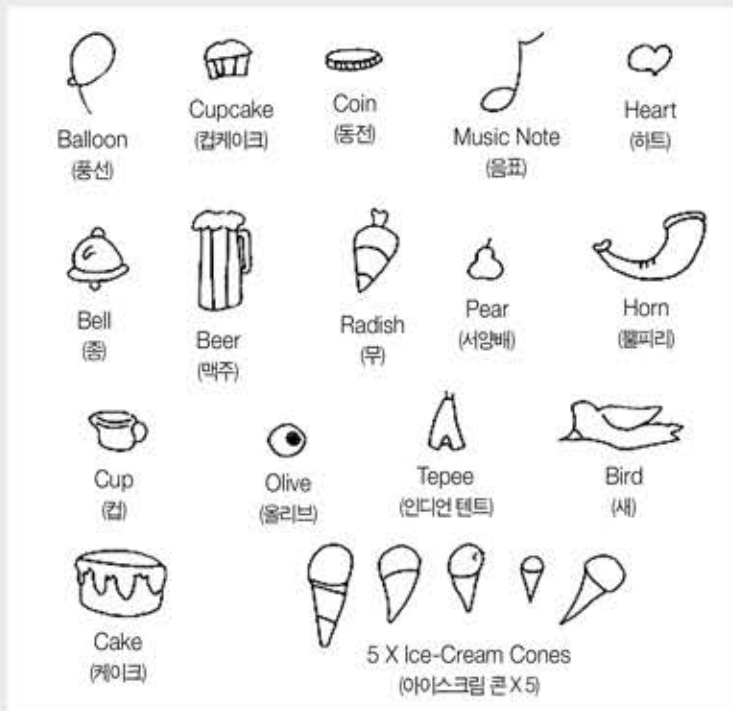 Balloon
(풍선)
Cupcake
(컵케이크)
Coin
(동전)
Music Note
(음표)
Heart
(하트)
Bell
(종)
Beer
(맥주)
Radish
(무)
Pear
(서양배)
Horn
(뿔피리)
Cup
(컵)
Olive
(올리브)
Tepee
(인디언 텐트)
Bird
(새)
Cake
(케이크)
5 X Ice-Cream Cones
(아이스크림 콘 X 5)